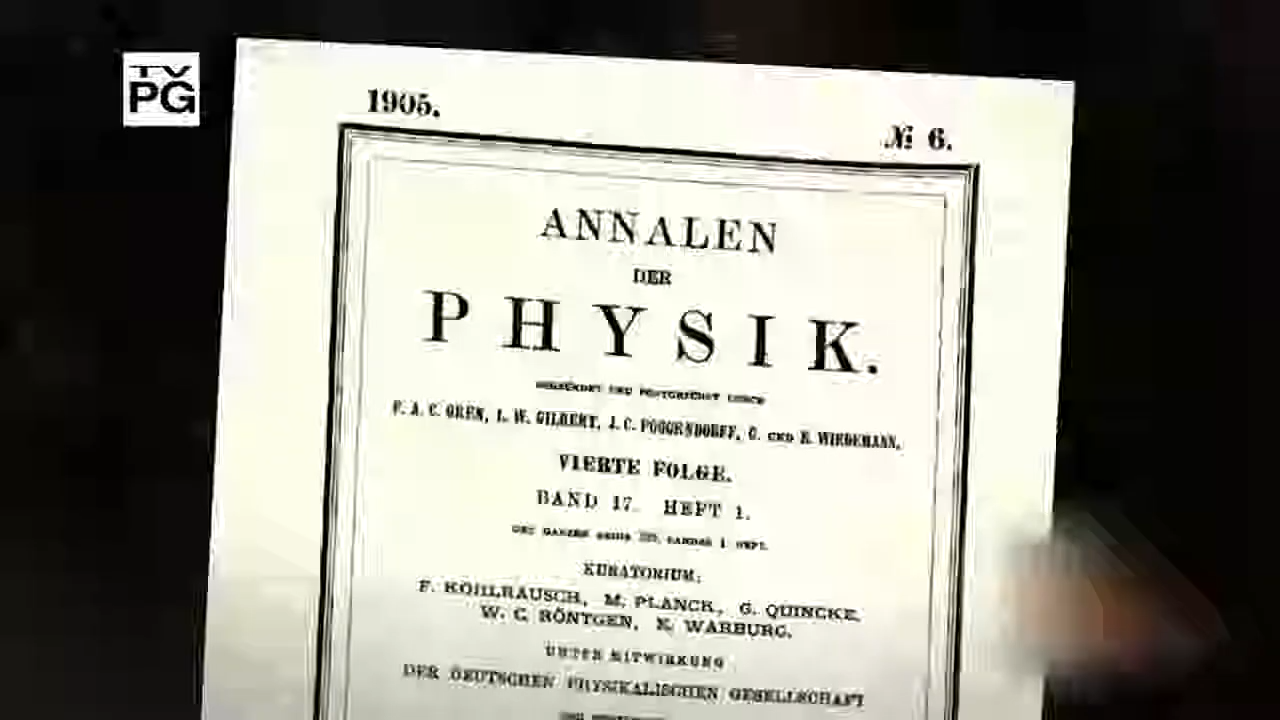 TV
PG
1905.
№ 6.
ANNALEN
DER
PHYSIK.
F. A. C. GREN, L. W. GILBERT, J. C. POGGENDORFF, G. UND E. WIEDEMANN.
VIERTE FOLGE.
BAND 17. HEFT 1.
KURATORIUM:
F. KOHLRAUSCH, M. PLANCK, G. QUINCKE,
W. C. RÖNTGEN, E. WARBURG.
UNTER MITWIRKUNG
DER DEUTSCHEN PHYSIKALISCHEN GESELLSCHAFT